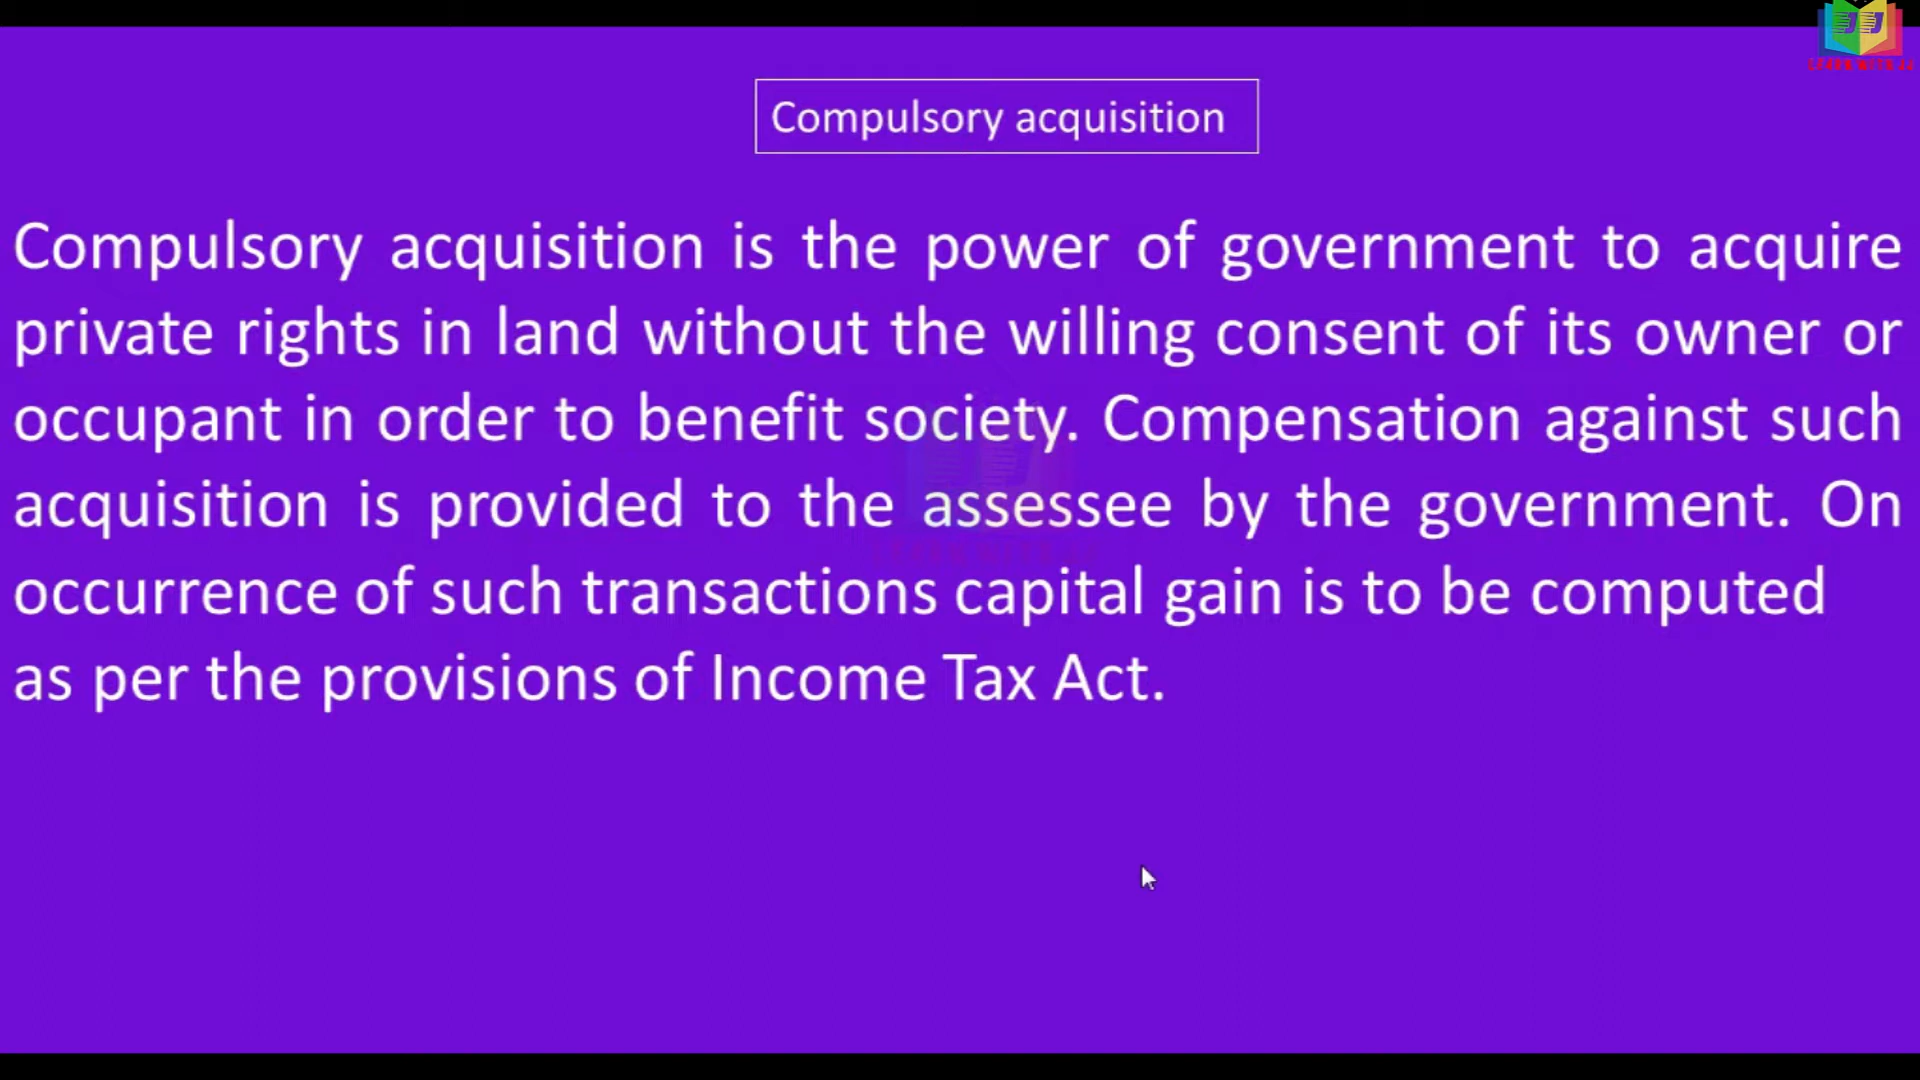 Compulsory acquisition
Compulsory acquisition is the power of government to acquire
private rights in land without the willing consent of its owner or
occupant in order to benefit society. Compensation against such
acquisition is provided to the assessee by the government. On
occurrence of such transactions capital gain is to be computed
as per the provisions of Income Tax Act.
LEARN WITH JJ